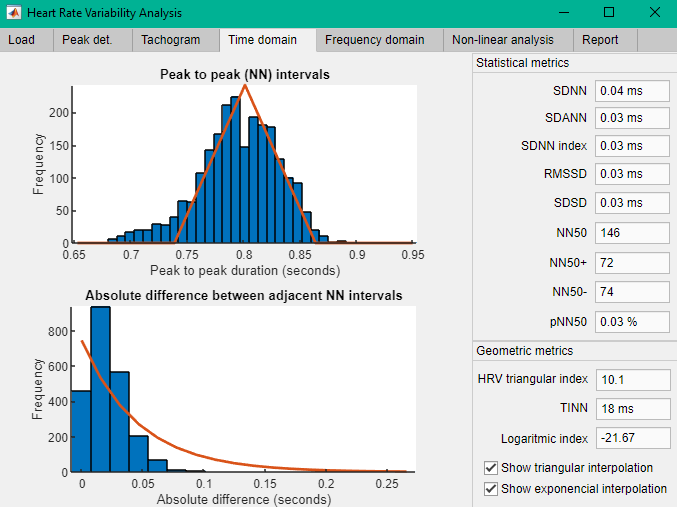 Heart Rate Variability Analysis
Load Peak det. Tachogram Time domain Frequency domain Non-linear analysis Report
Peak to peak (NN) intervals
Frequency
200
150
100
50
0
0.65 0.7 0.75 0.8 0.85 0.9 0.95
Peak to peak duration (seconds)
Absolute difference between adjacent NN intervals
Frequency
800
600
400
200
0
0 0.05 0.1 0.15 0.2 0.25
Absolute difference (seconds)
Statistical metrics
SDNN 0.04 ms
SDANN 0.03 ms
SDNN index 0.03 ms
RMSSD 0.03 ms
SDSD 0.03 ms
NN50 146
NN50+ 72
NN50- 74
pNN50 0.03 %
Geometric metrics
HRV triangular index 10.1
TINN 18 ms
Logaritmic index -21.67
Show triangular interpolation
Show exponencial interpolation